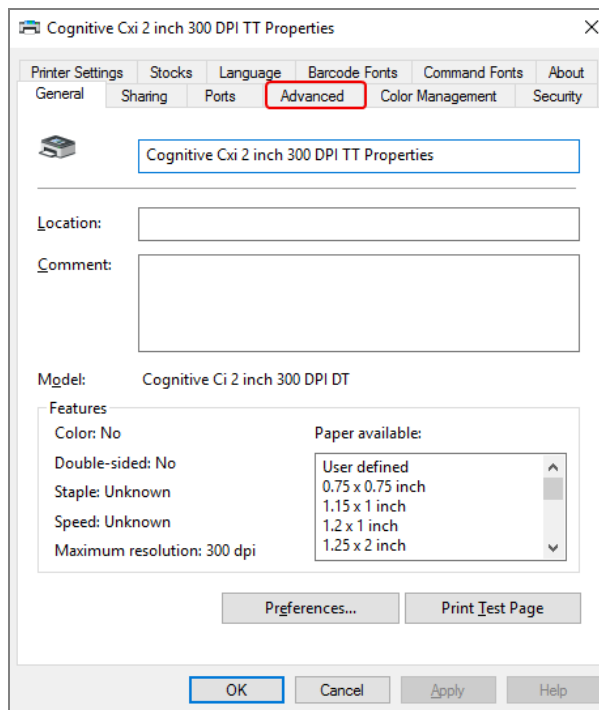 Cognitive Cxi 2 inch 300 DPI TT Properties
Printer Settings Stocks Language Barcode Fonts Command Fonts About
General Sharing Ports Advanced Color Management Security
Cognitive Cxi 2 inch 300 DPI TT Properties
Location:
Comment:
Model: Cognitive Ci 2 inch 300 DPI DT
Features
Color: No Paper available:
Double-sided: No User defined
Staple: Unknown 0.75 x 0.75 inch
1.15 x 1 inch
Speed: Unknown 1.2 x 1 inch
Maximum resolution: 300 dpi 1.25 x 2 inch
Preferences... Print Test Page
OK Cancel Apply Help